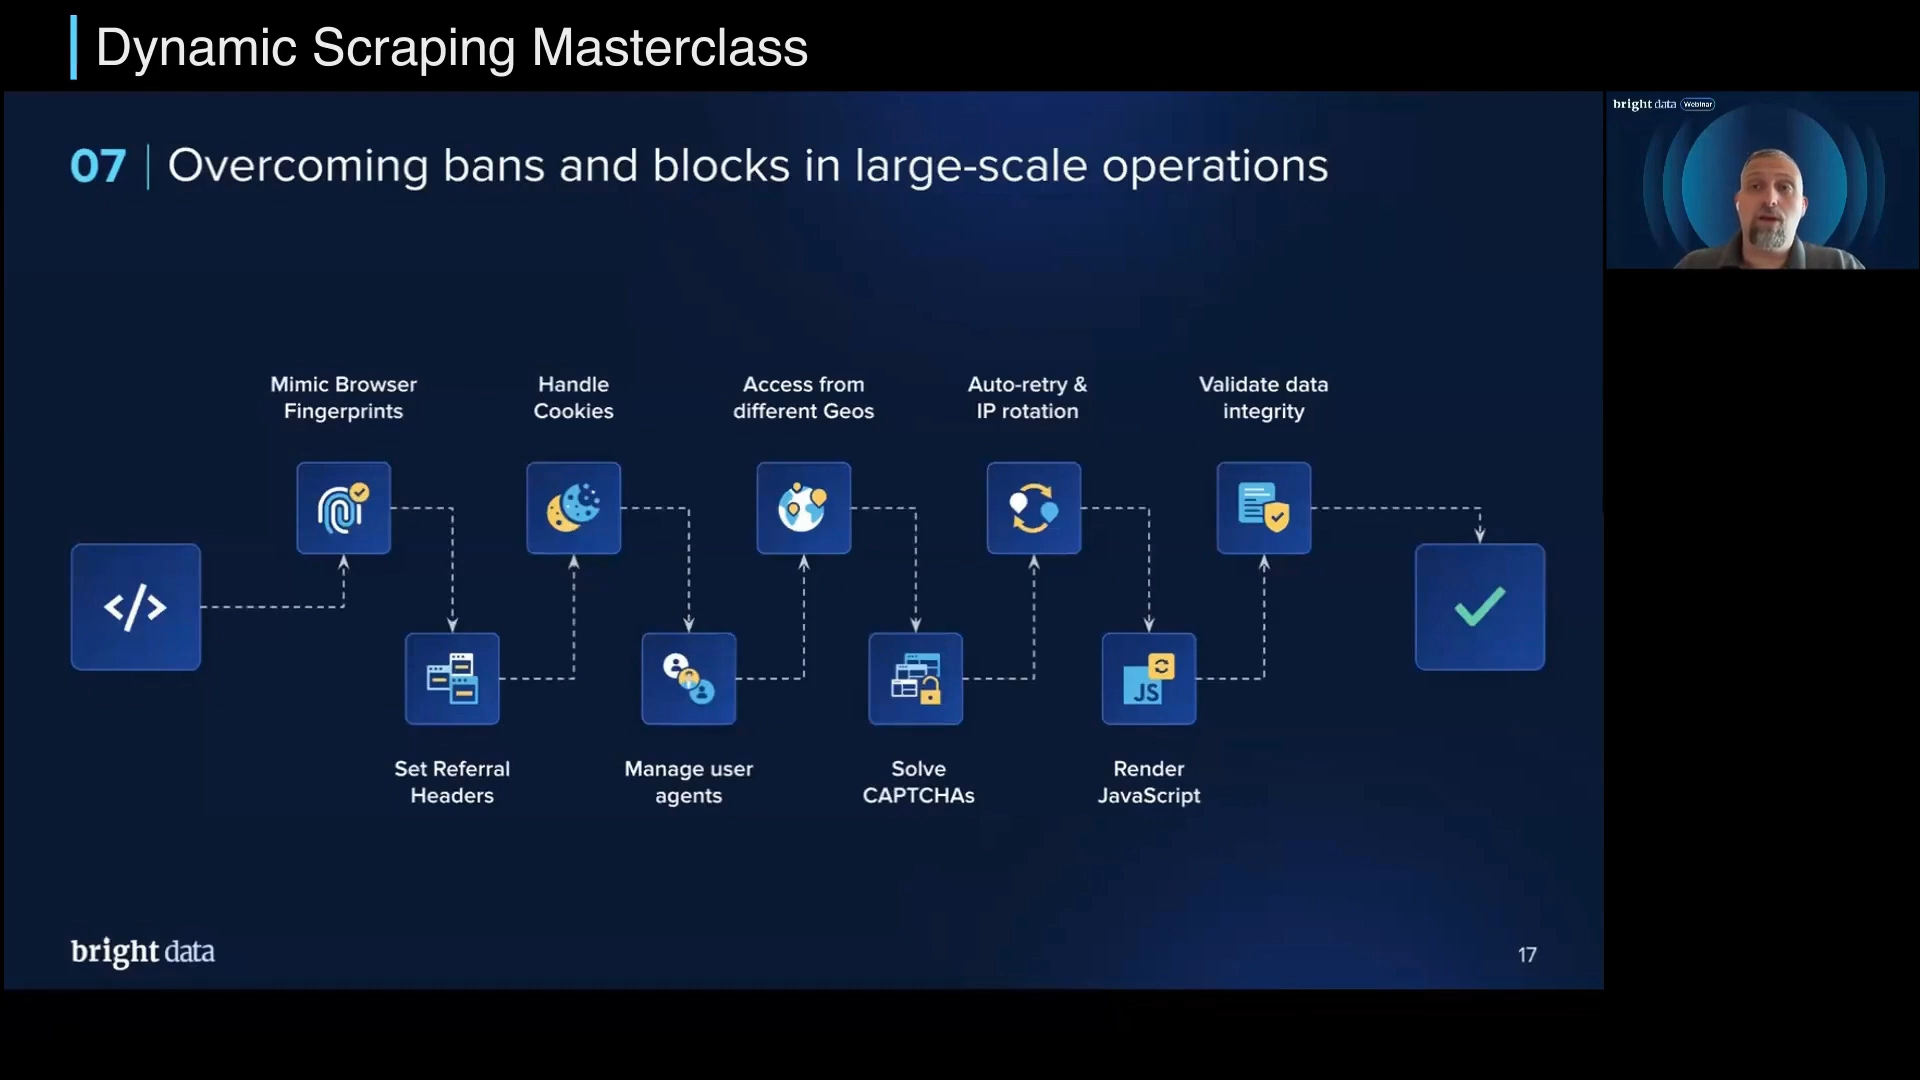 Dynamic Scraping Masterclass
bright data Webinar
07 Overcoming bans and blocks in large-scale operations
Mimic Browser
Fingerprints
Handle
Cookies
Access from
different Geos
Auto-retry &
IP rotation
Validate data
integrity
</>
JS
Set Referral
Headers
Manage user
agents
Solve
CAPTCHAs
Render
JavaScript
bright data
17